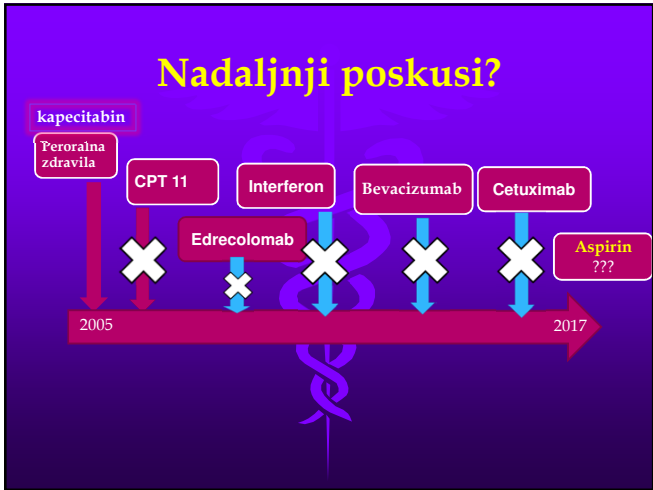 Nadaljnji poskusi?
kapecitabin
Peroralna
zdravila
CPT 11
Interferon
Bevacizumab
Cetuximab
Edrecolomab
Aspirin
???
2005
2017